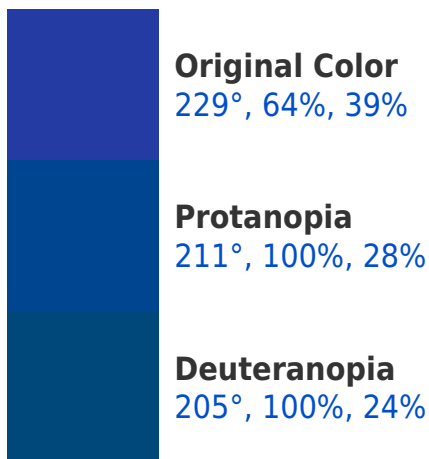 Original Color
229°, 64%, 39%
Protanopia
211°, 100%, 28%
Deuteranopia
205°, 100%, 24%